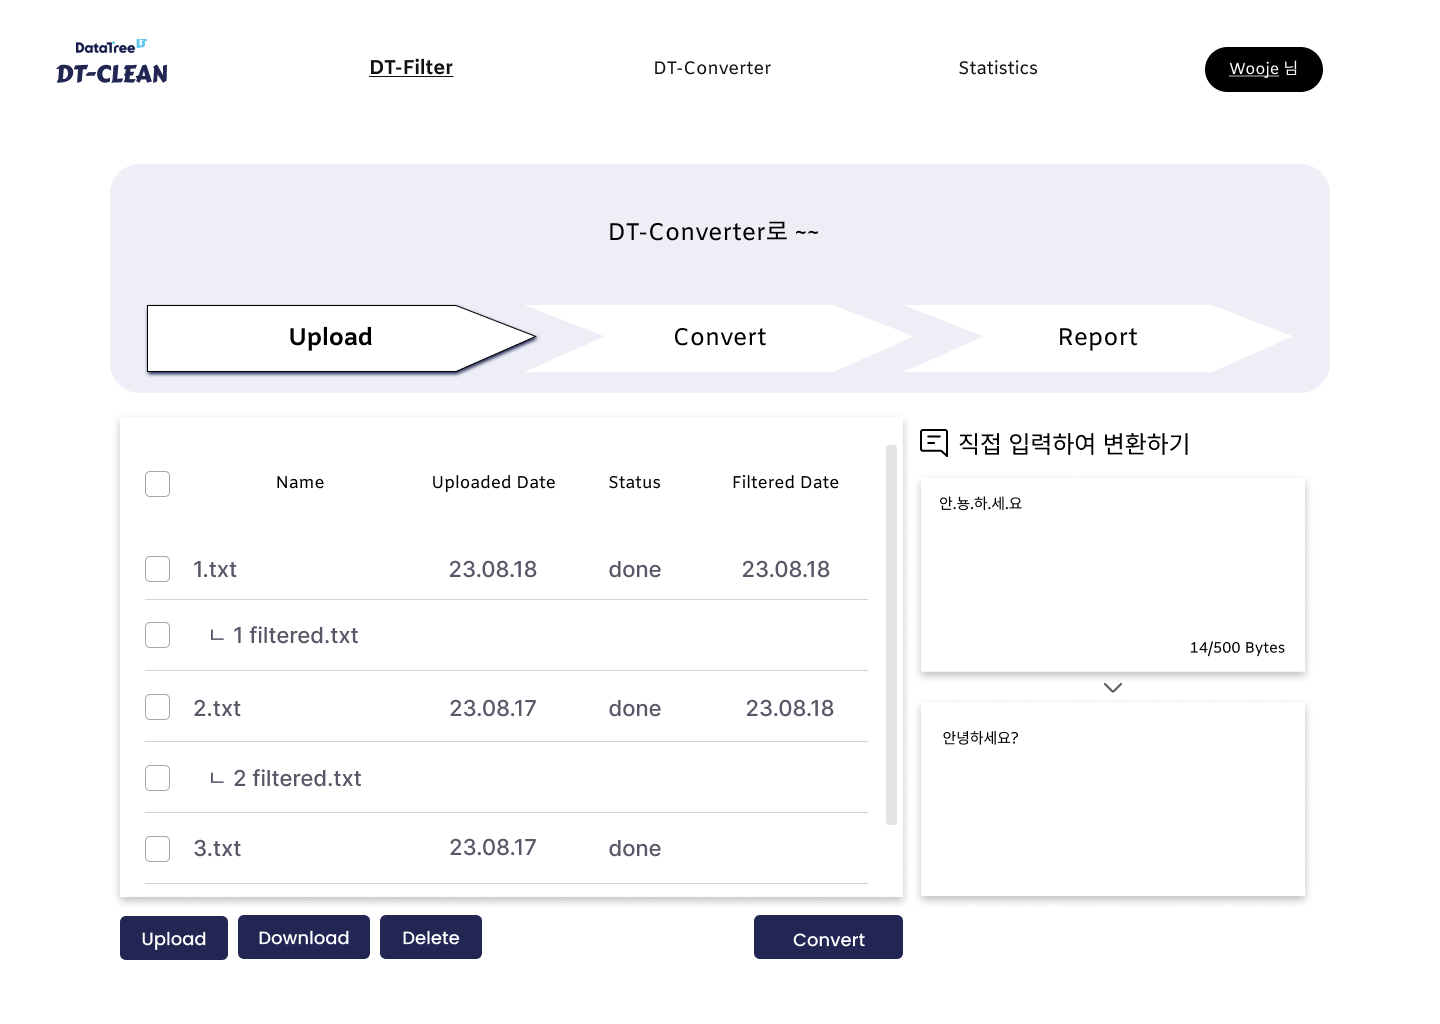 DataTree IT
DT-CLEAN
DT-Filter
DT-Converter
Statistics
Wooje 님
DT-Converter로 ~~
Upload
Convert
Report
Name Uploaded Date Status Filtered Date
1.txt 23.08.18 done 23.08.18
ㄴ 1 filtered.txt
2.txt 23.08.17 done 23.08.18
ㄴ 2 filtered.txt
3.txt 23.08.17 done
Upload
Download
Delete
Convert
직접 입력하여 변환하기
안.뇽.하.세.요
14/500 Bytes
안녕하세요?